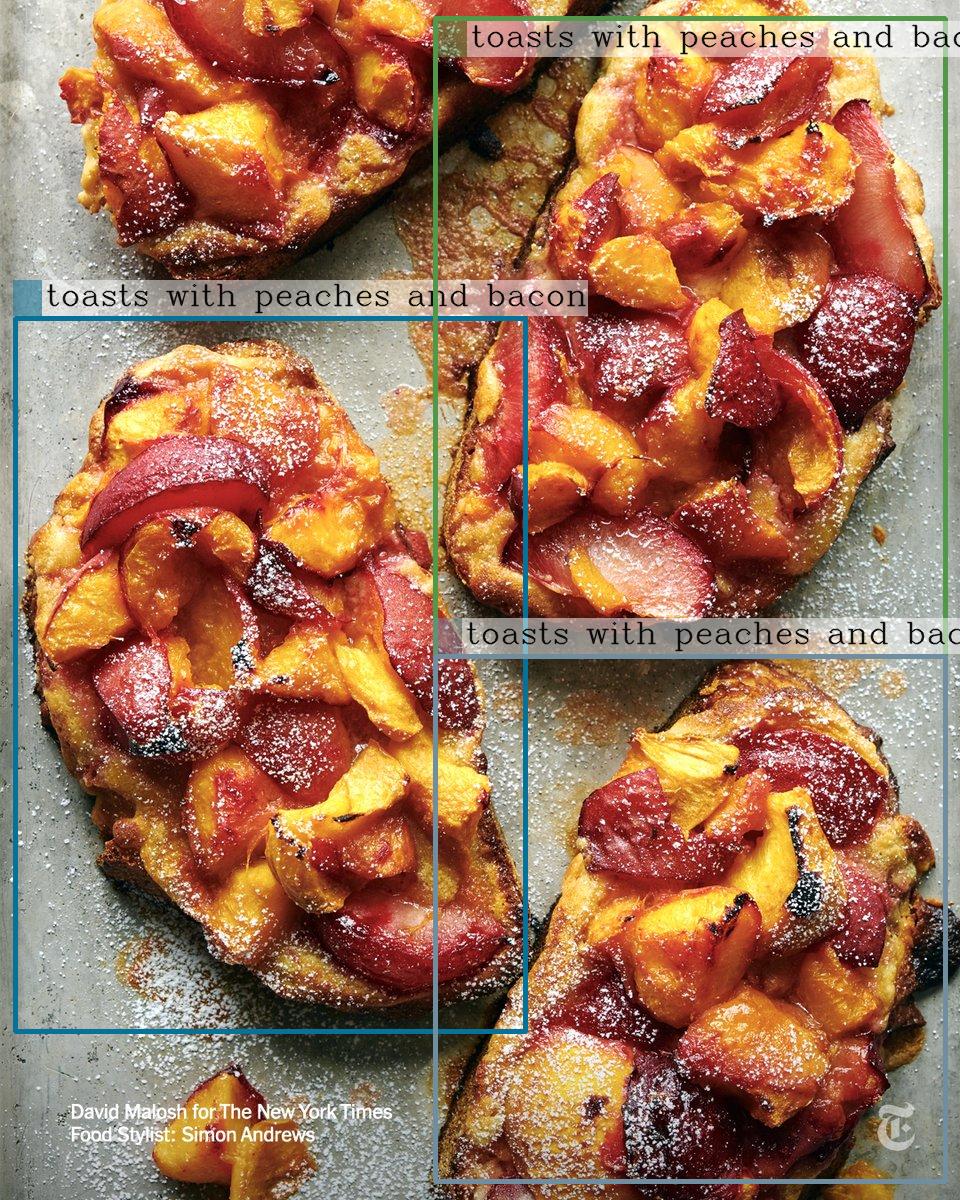 toasts with peaches and bac
toasts with peaches and bacon
toasts with peaches and bac
David Malosh for The New York Times
Food Stylist: Simon Andrews
T